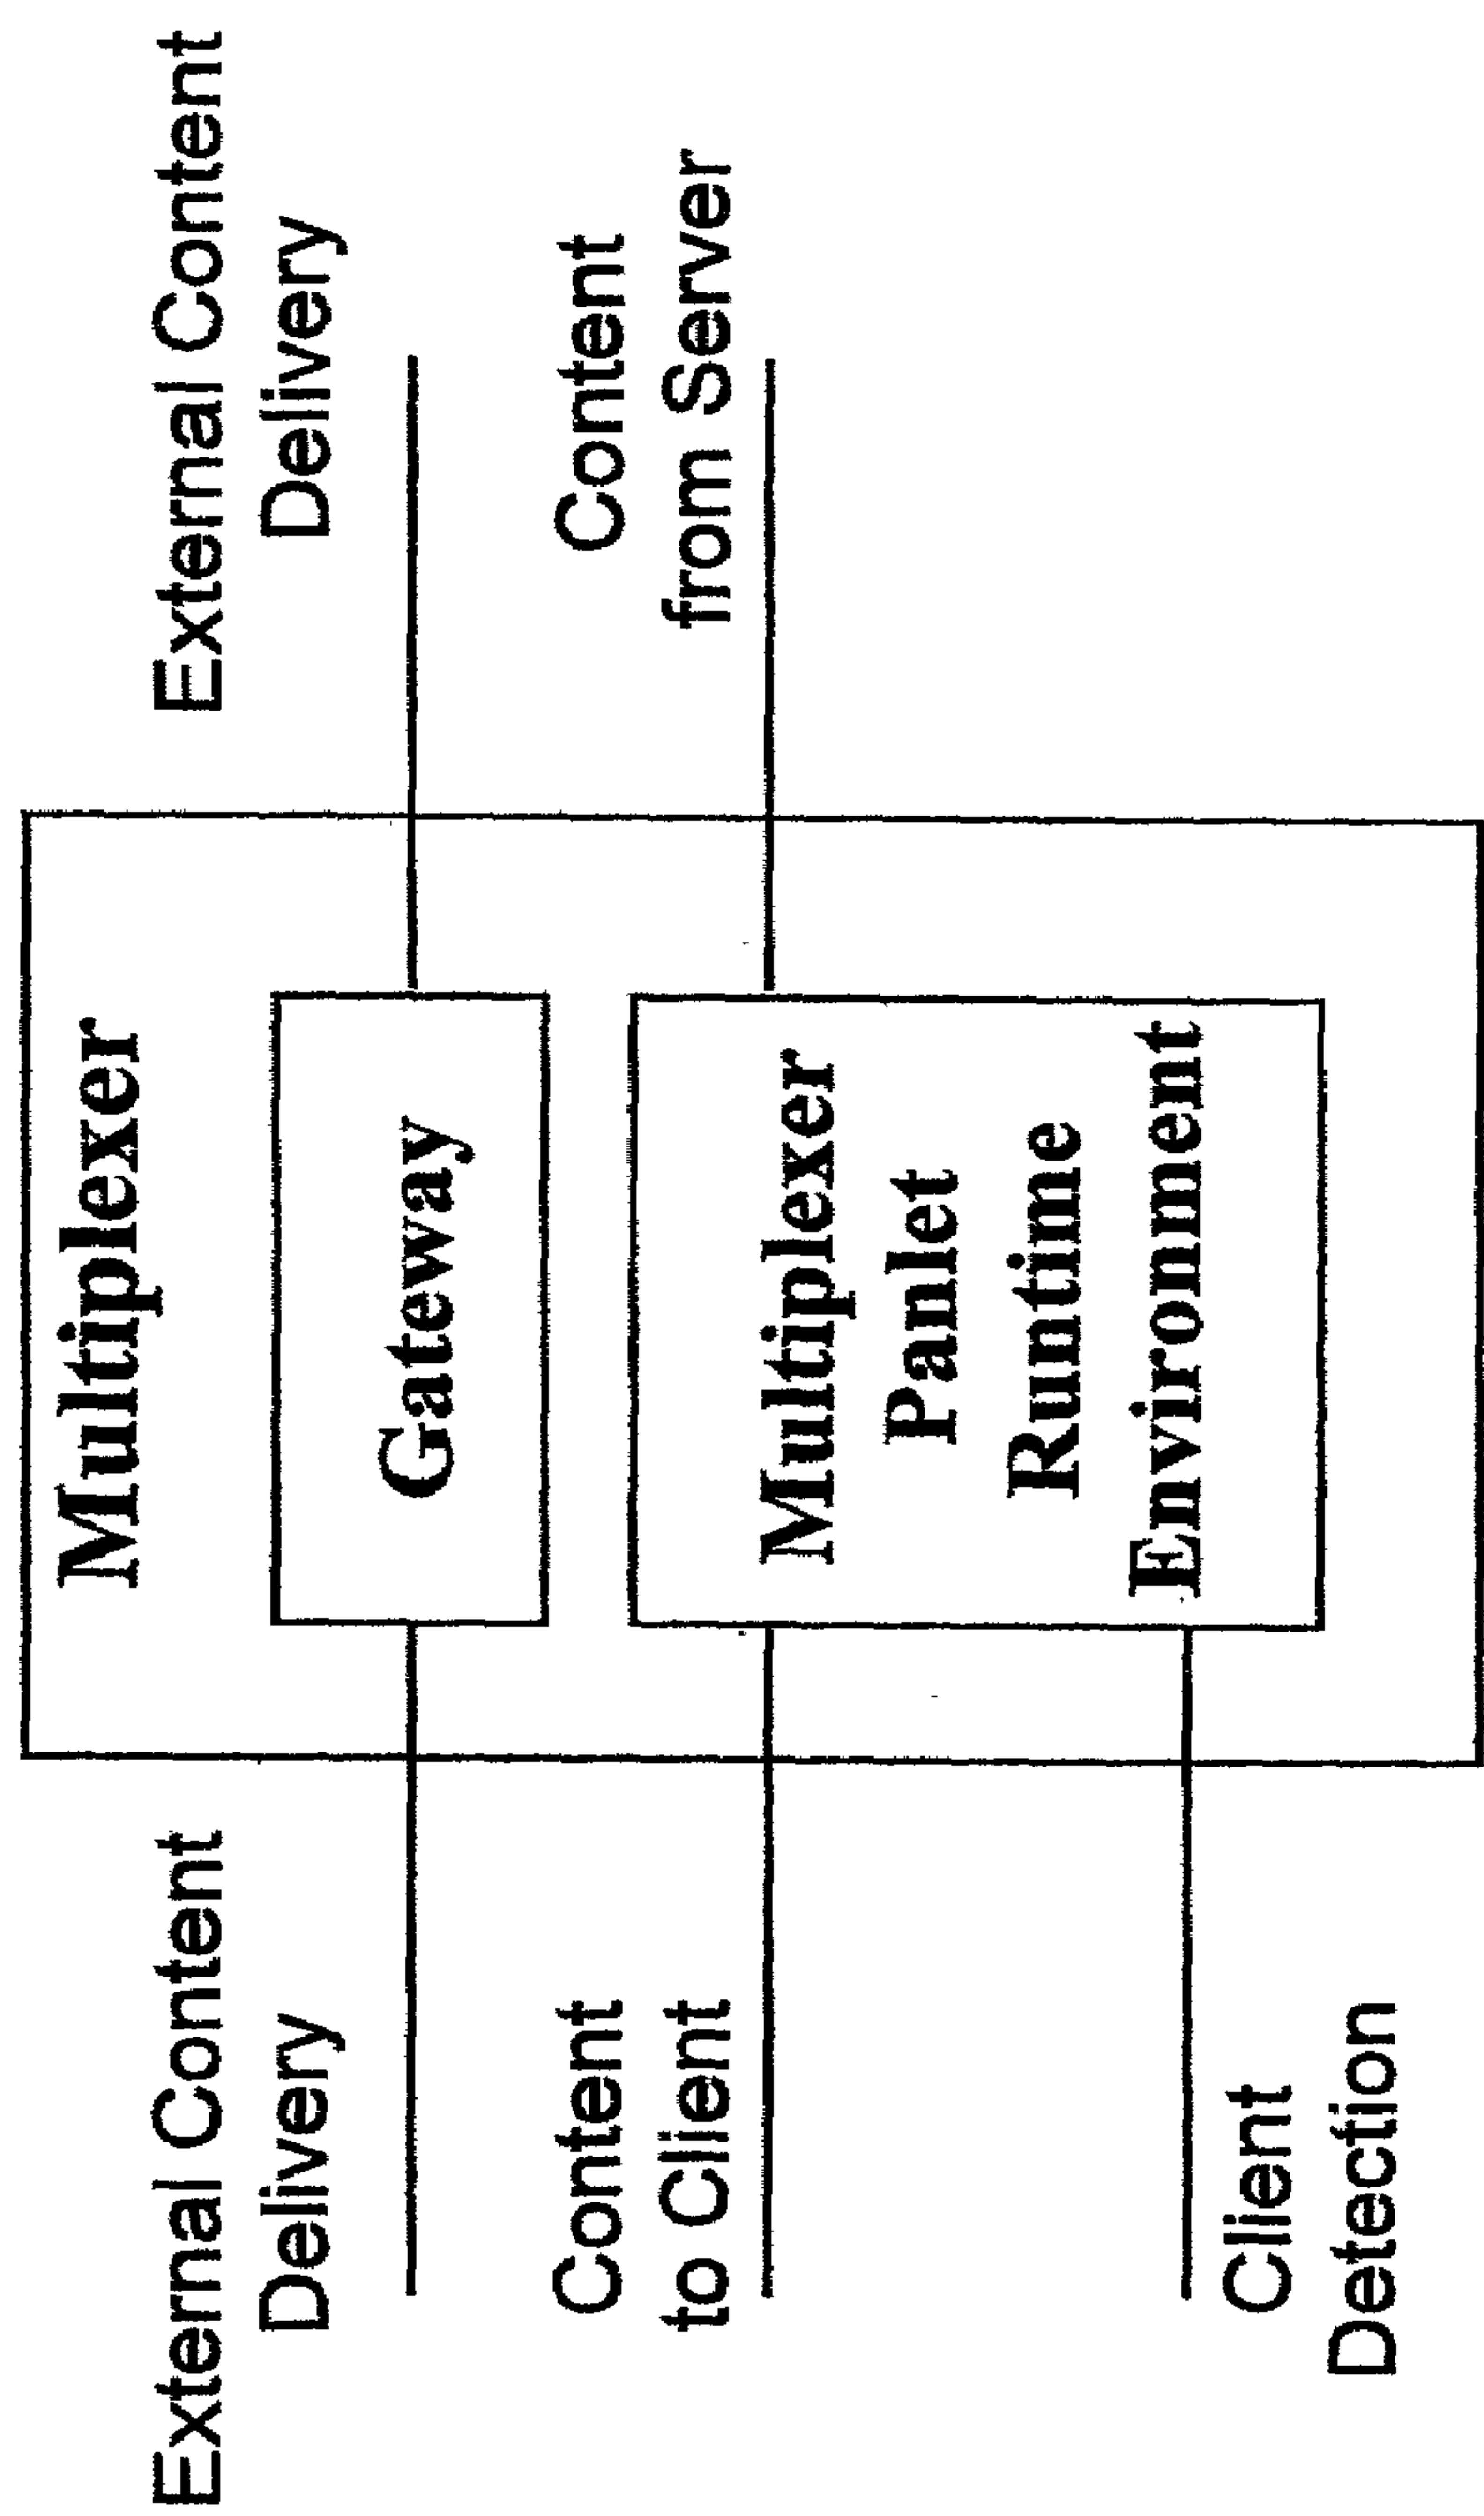 Multiplexer
External Content
Delivery
Content
to Client
Client
Detection
Gateway
Multiplexer
Panlet
Runtime
Environment
External Content
Delivery
Content
from Server